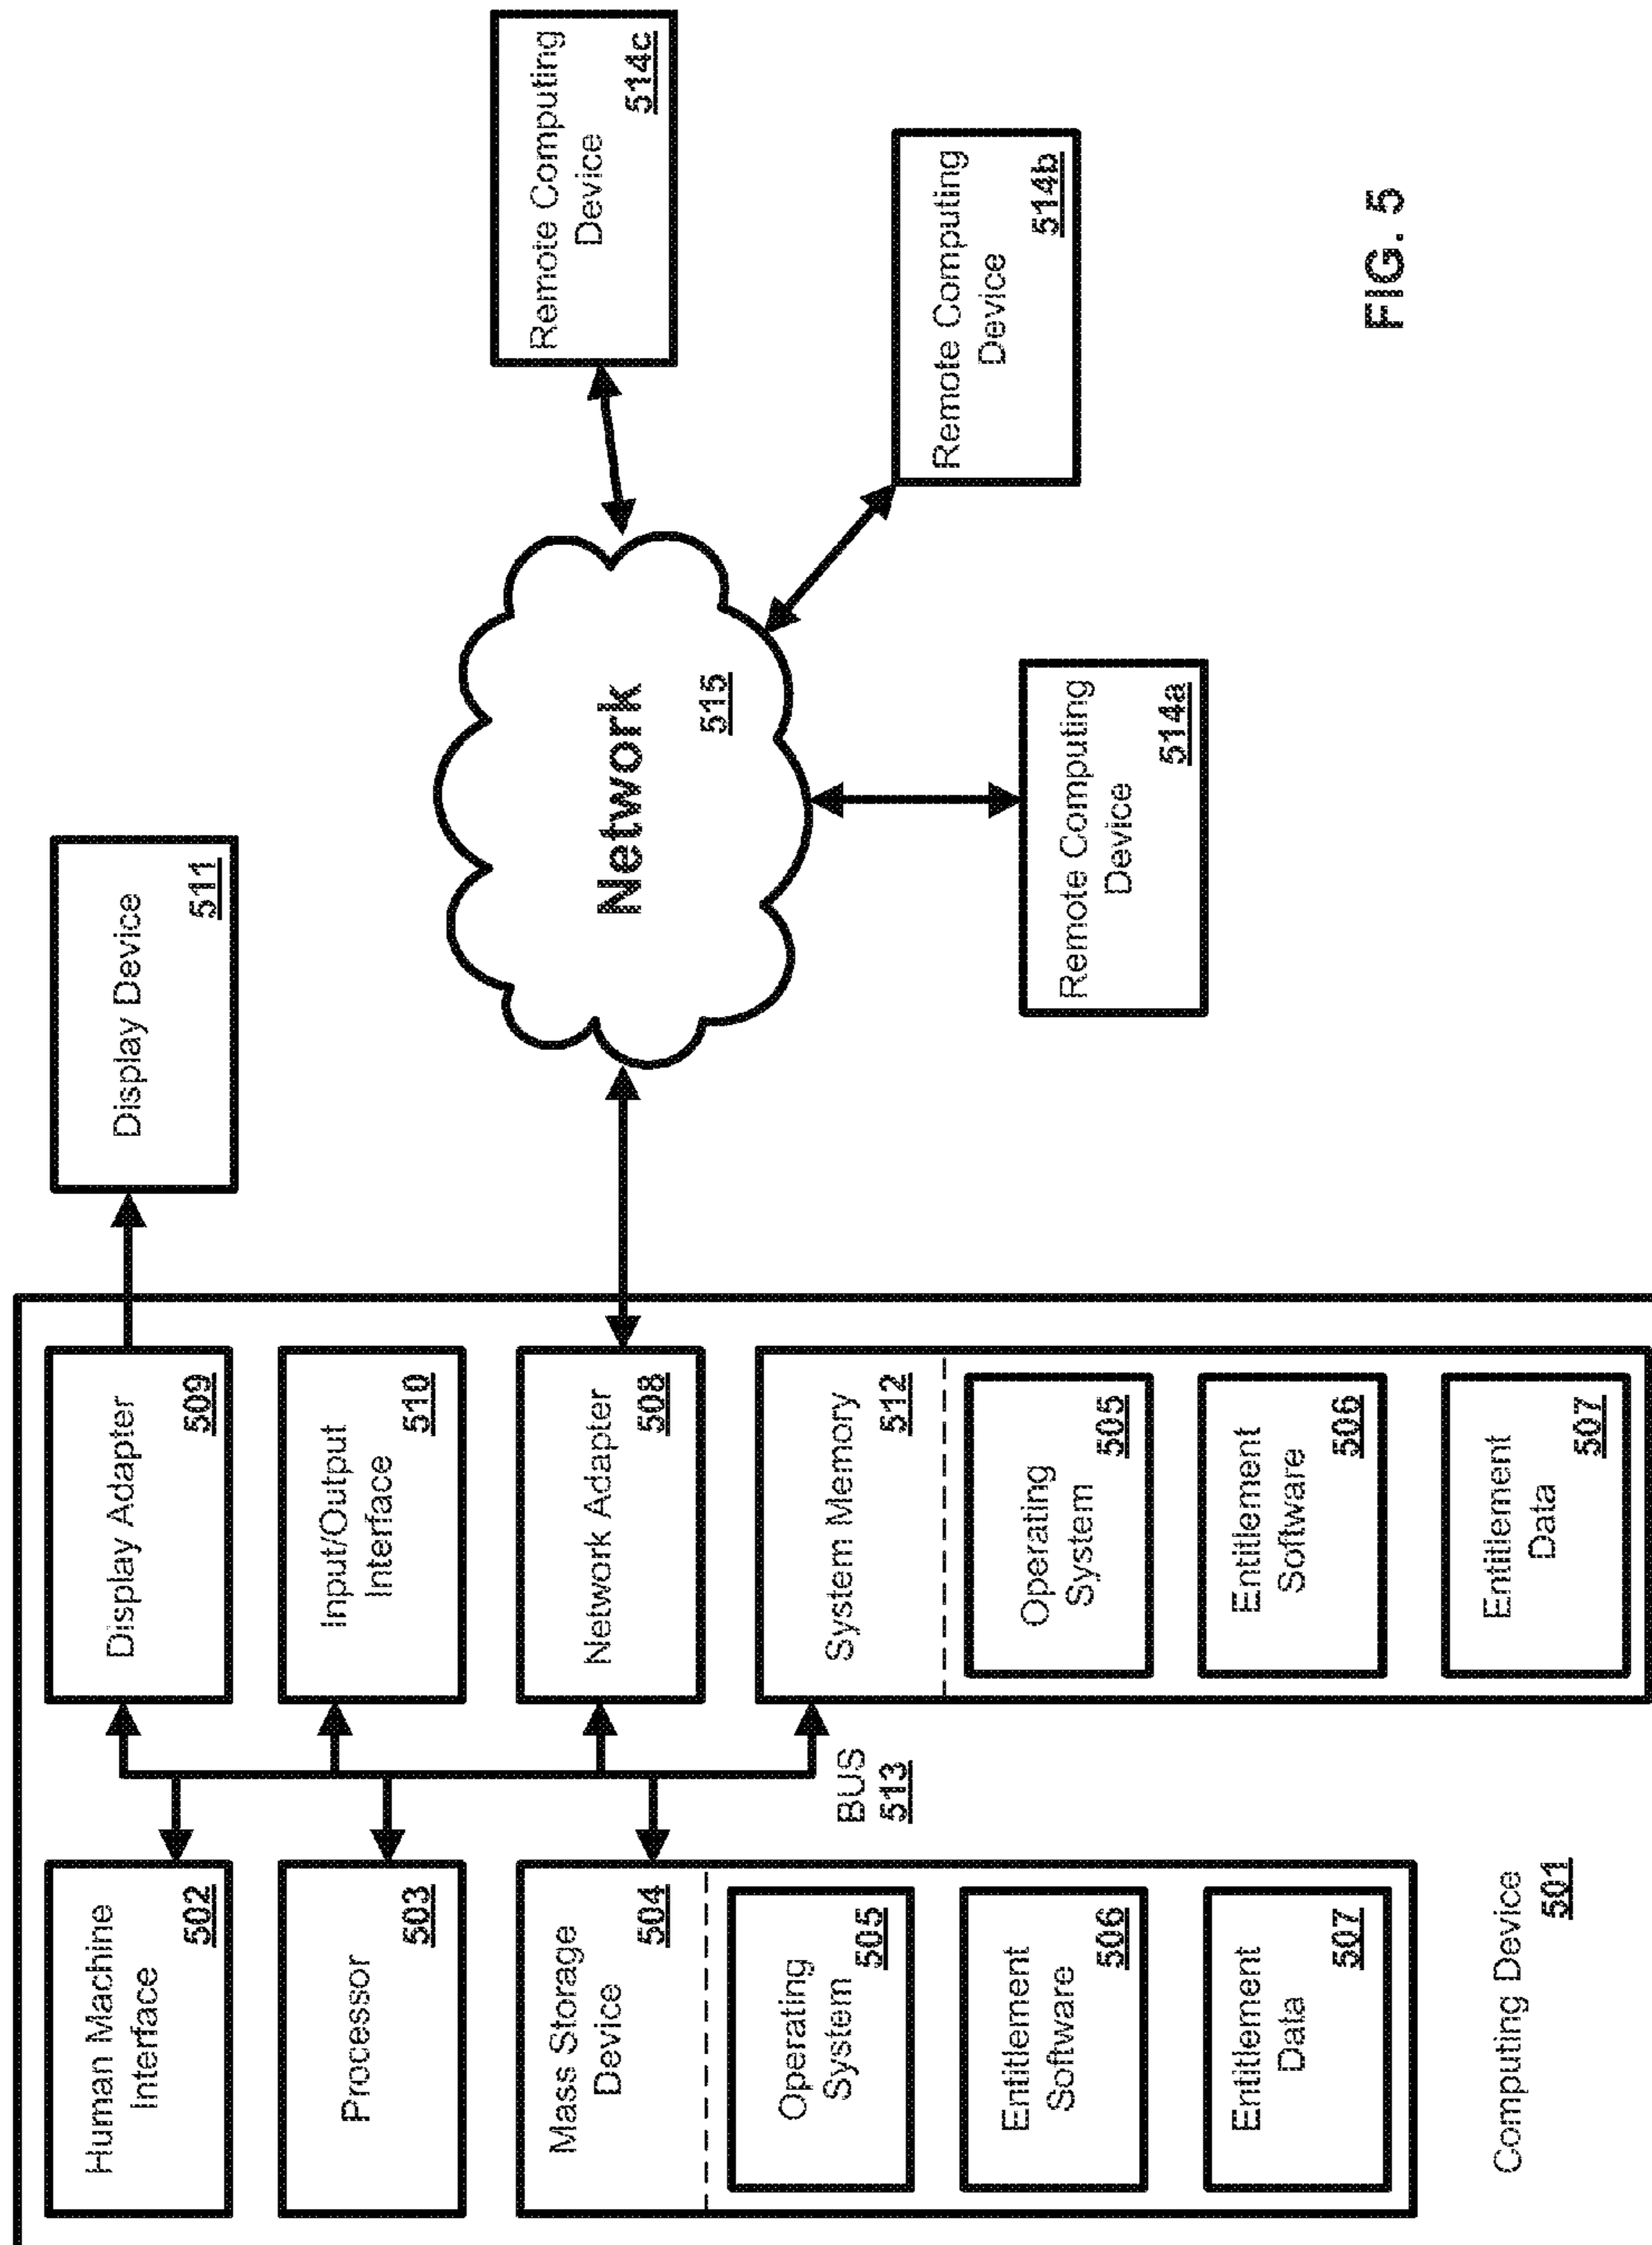 Human Machine
Interface
502
Processor
503
Mass Storage
Device
504
Operating
System
505
Entitlement
Software
506
Entitlement
Data
507
Computing Device
501
BUS
513
Display Adapter
509
Input/Output
Interface
510
Network Adapter
508
System Memory
512
Operating
System
505
Entitlement
Software
506
Entitlement
Data
507
Display Device
511
Network
515
Remote Computing
Device
514a
Remote Computing
Device
514b
Remote Computing
Device
514c
FIG. 5